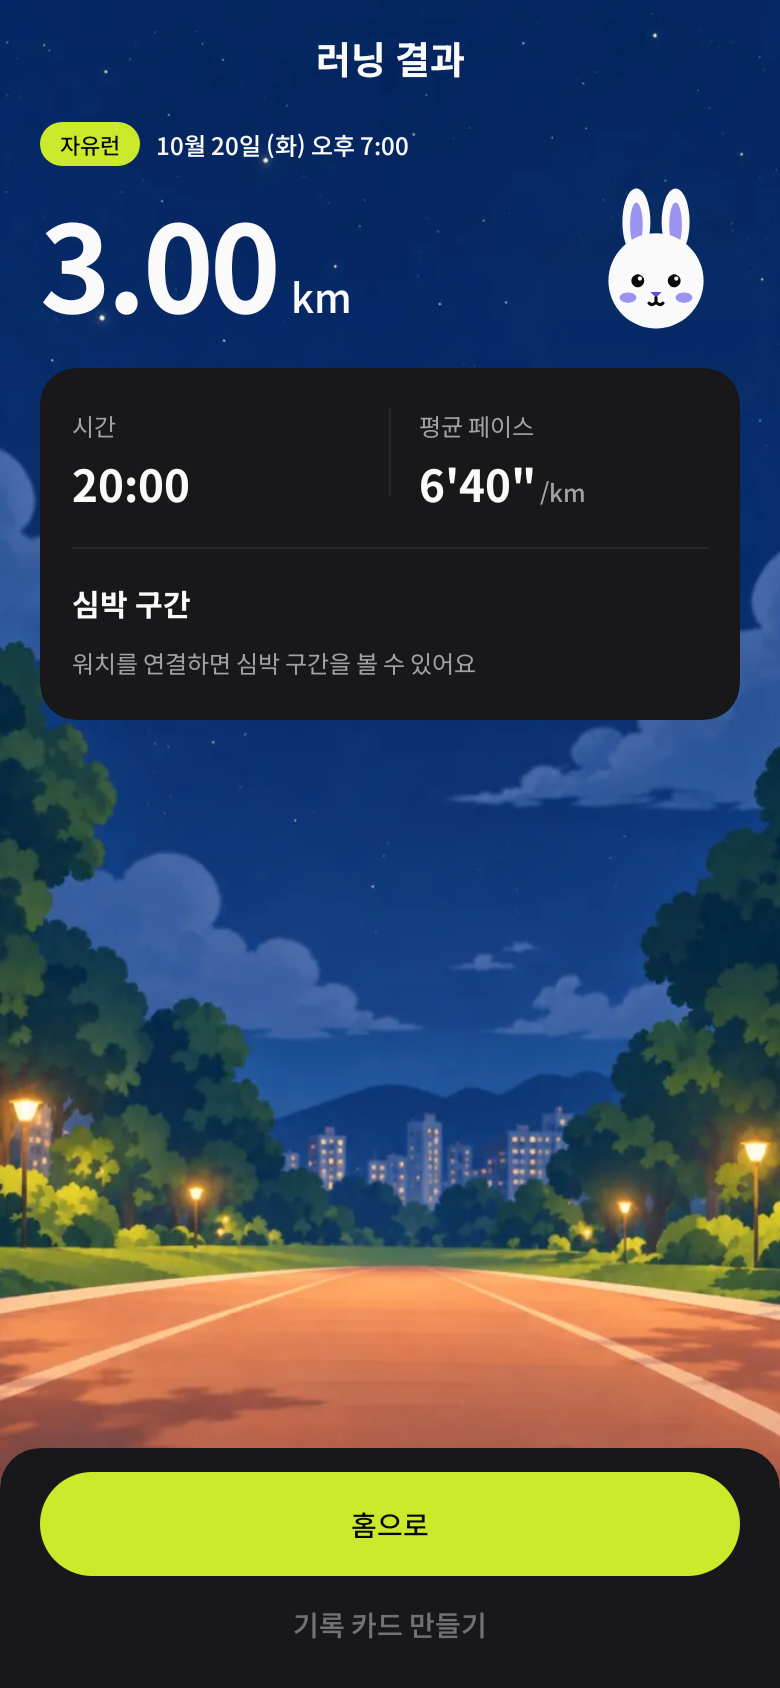 러닝 결과
자유런 10월 20일 (화) 오후 7:00
3.00 km
시간
20:00
평균 페이스
6'40" /km
심박 구간
워치를 연결하면 심박 구간을 볼 수 있어요
홈으로
기록 카드 만들기